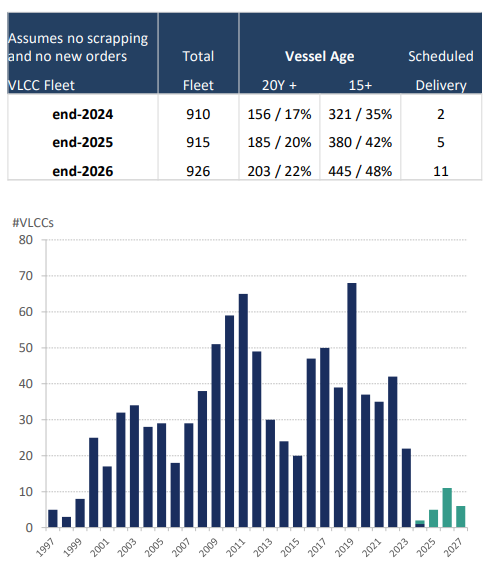 Assumes no scrapping
and no new orders Total Vessel Age Scheduled
VLCC Fleet Fleet 20Y + 15+ Delivery
end-2024 910 156 / 17% 321 / 35% 2
end-2025 915 185 / 20% 380 / 42% 5
end-2026 926 203 / 22% 445 / 48% 11
#VLCCs
80
70
60
50
40
30
20
10
0
1997 1999 2001 2003 2005 2007 2009 2011 2013 2015 2017 2019 2021 2023 2025 2027